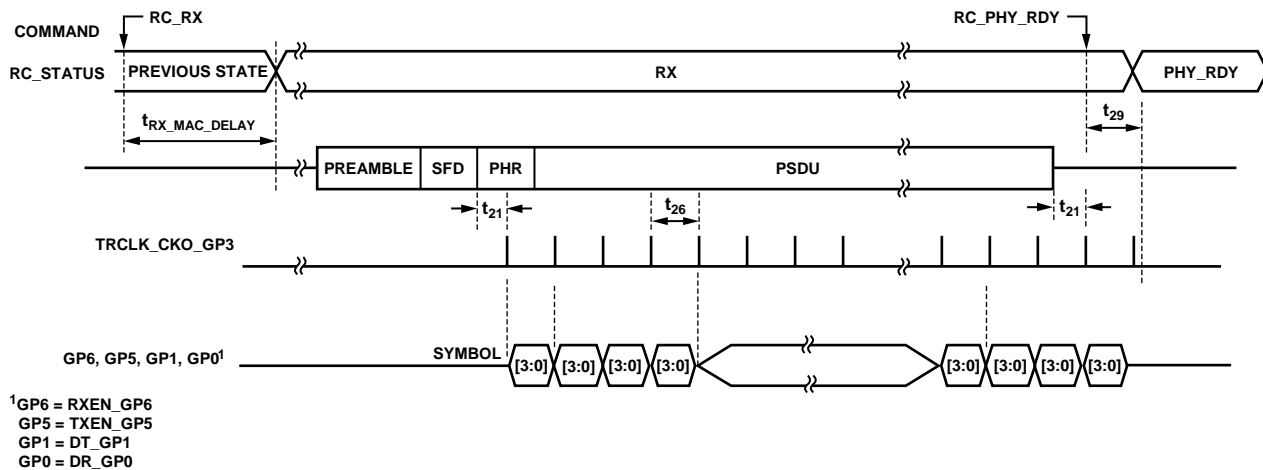 RC_RX
RC_PHY_RDY
COMMAND
RC_STATUS
PREVIOUS STATE
RX
PHY_RDY
tRX_MAC_DELAY
t29
PREAMBLE
SFD
PHR
PSDU
t21
t26
t21
TRCLK_CKO_GP3
GP6, GP5, GP1, GP0¹
SYMBOL
[3:0]
[3:0]
[3:0]
[3:0]
[3:0]
[3:0]
[3:0]
[3:0]
¹GP6 = RXEN_GP6
GP5 = TXEN_GP5
GP1 = DT_GP1
GP0 = DR_GP0